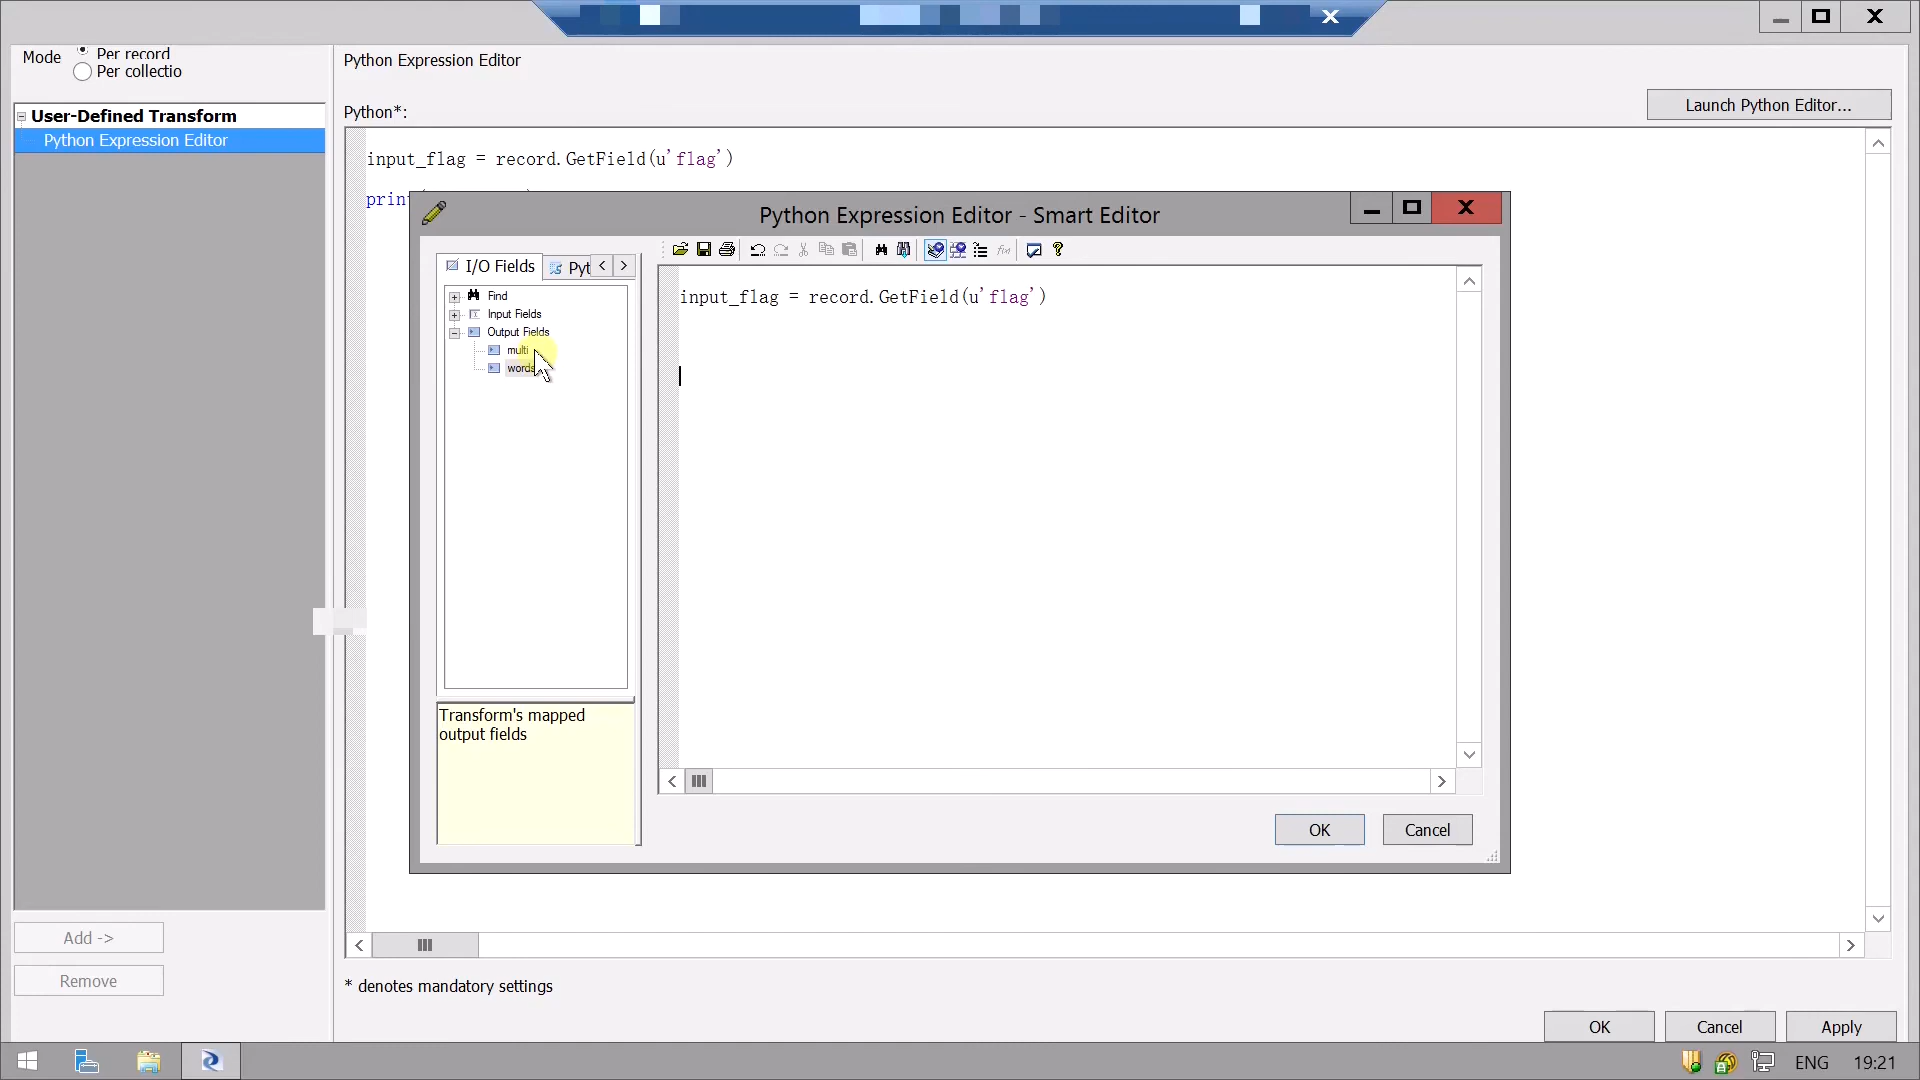 Mode
Per record
Per collectio
Python Expression Editor
Launch Python Editor...
Python*:
User-Defined Transform
Python Expression Editor
input_flag = record.GetField(u'flag')
Python Expression Editor - Smart Editor
I/O Fields
Pyt
Find
Input Fields
Output Fields
multi
words
input_flag = record.GetField(u'flag')
Transform's mapped
output fields
OK
Cancel
Add ->
Remove
* denotes mandatory settings
OK
Cancel
Apply
ENG
19:21